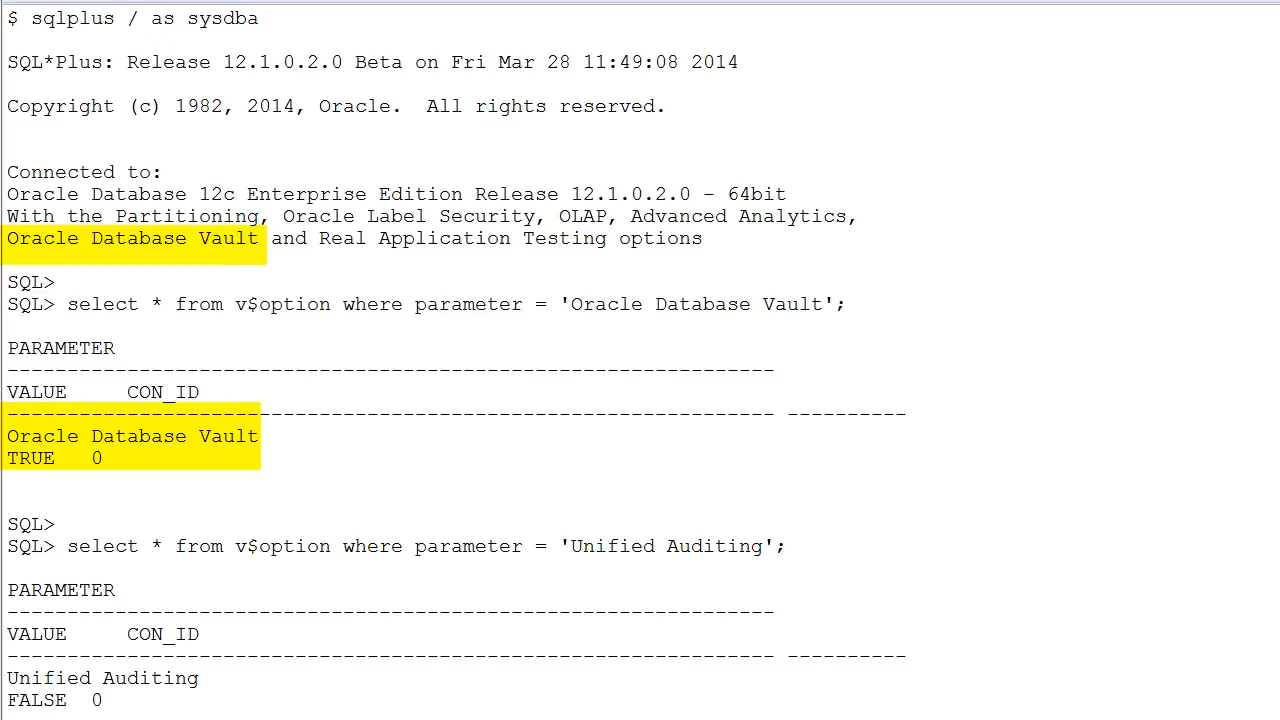 $ sqlplus / as sysdba
SQL*Plus: Release 12.1.0.2.0 Beta on Fri Mar 28 11:49:08 2014
Copyright (c) 1982, 2014, Oracle.  All rights reserved.
Connected to:
Oracle Database 12c Enterprise Edition Release 12.1.0.2.0 - 64bit
With the Partitioning, Oracle Label Security, OLAP, Advanced Analytics,
Oracle Database Vault and Real Application Testing options
SQL>
SQL> select * from v$option where parameter = 'Oracle Database Vault';
PARAMETER
----------------------------------------------------------------
VALUE     CON_ID
---------------------------------------------------------------- ----------
Oracle Database Vault
TRUE   0
SQL>
SQL> select * from v$option where parameter = 'Unified Auditing';
PARAMETER
----------------------------------------------------------------
VALUE     CON_ID
---------------------------------------------------------------- ----------
Unified Auditing
FALSE  0